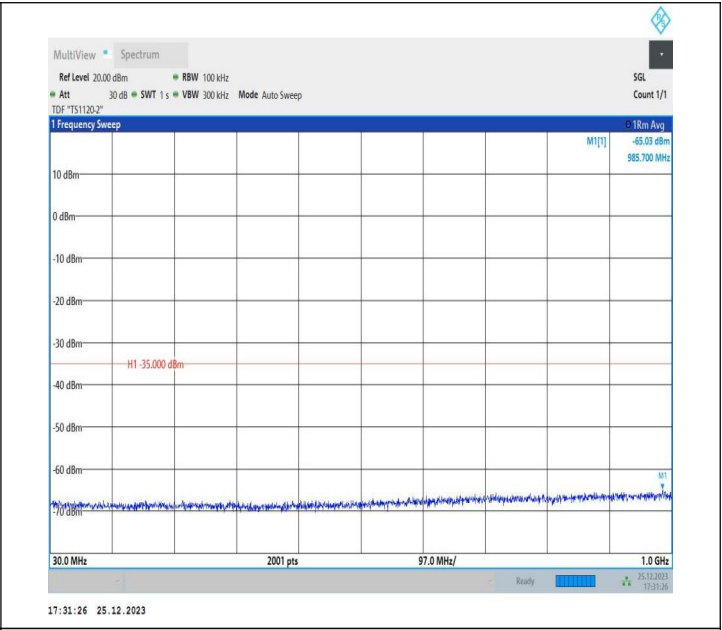 MultiView Spectrum
Ref Level 20.00 dBm RBW 100 kHz SGL
Att 30 dB SWT 1 s VBW 300 kHz Mode Auto Sweep Count 1/1
TDF "TS1120-2"
1 Frequency Sweep 1Rm Avg
M1[1] -65.03 dBm
985.700 MHz
10 dBm
0 dBm
-10 dBm
-20 dBm
-30 dBm
H1 -35.000 dBm
-40 dBm
-50 dBm
-60 dBm
M1
-70 dBm
30.0 MHz 2001 pts 97.0 MHz/ 1.0 GHz
Ready 25.12.2023
17:31:26
17:31:26 25.12.2023